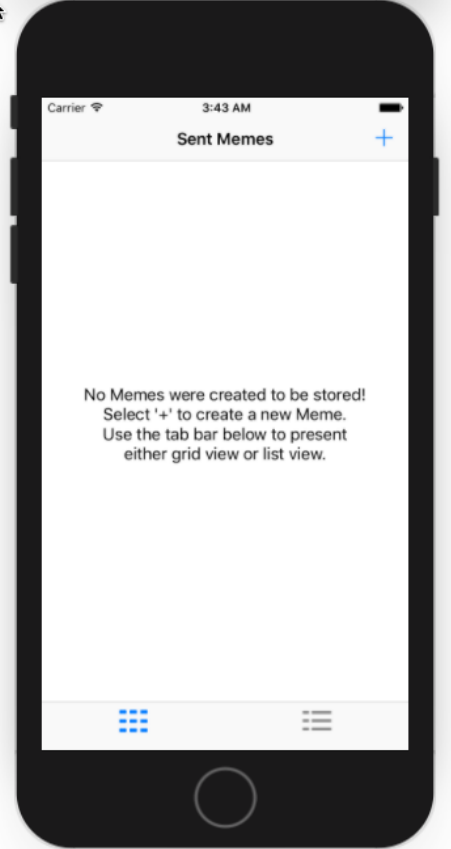 Carrier 3:43 AM
Sent Memes +
No Memes were created to be stored!
Select '+' to create a new Meme.
Use the tab bar below to present
either grid view or list view.